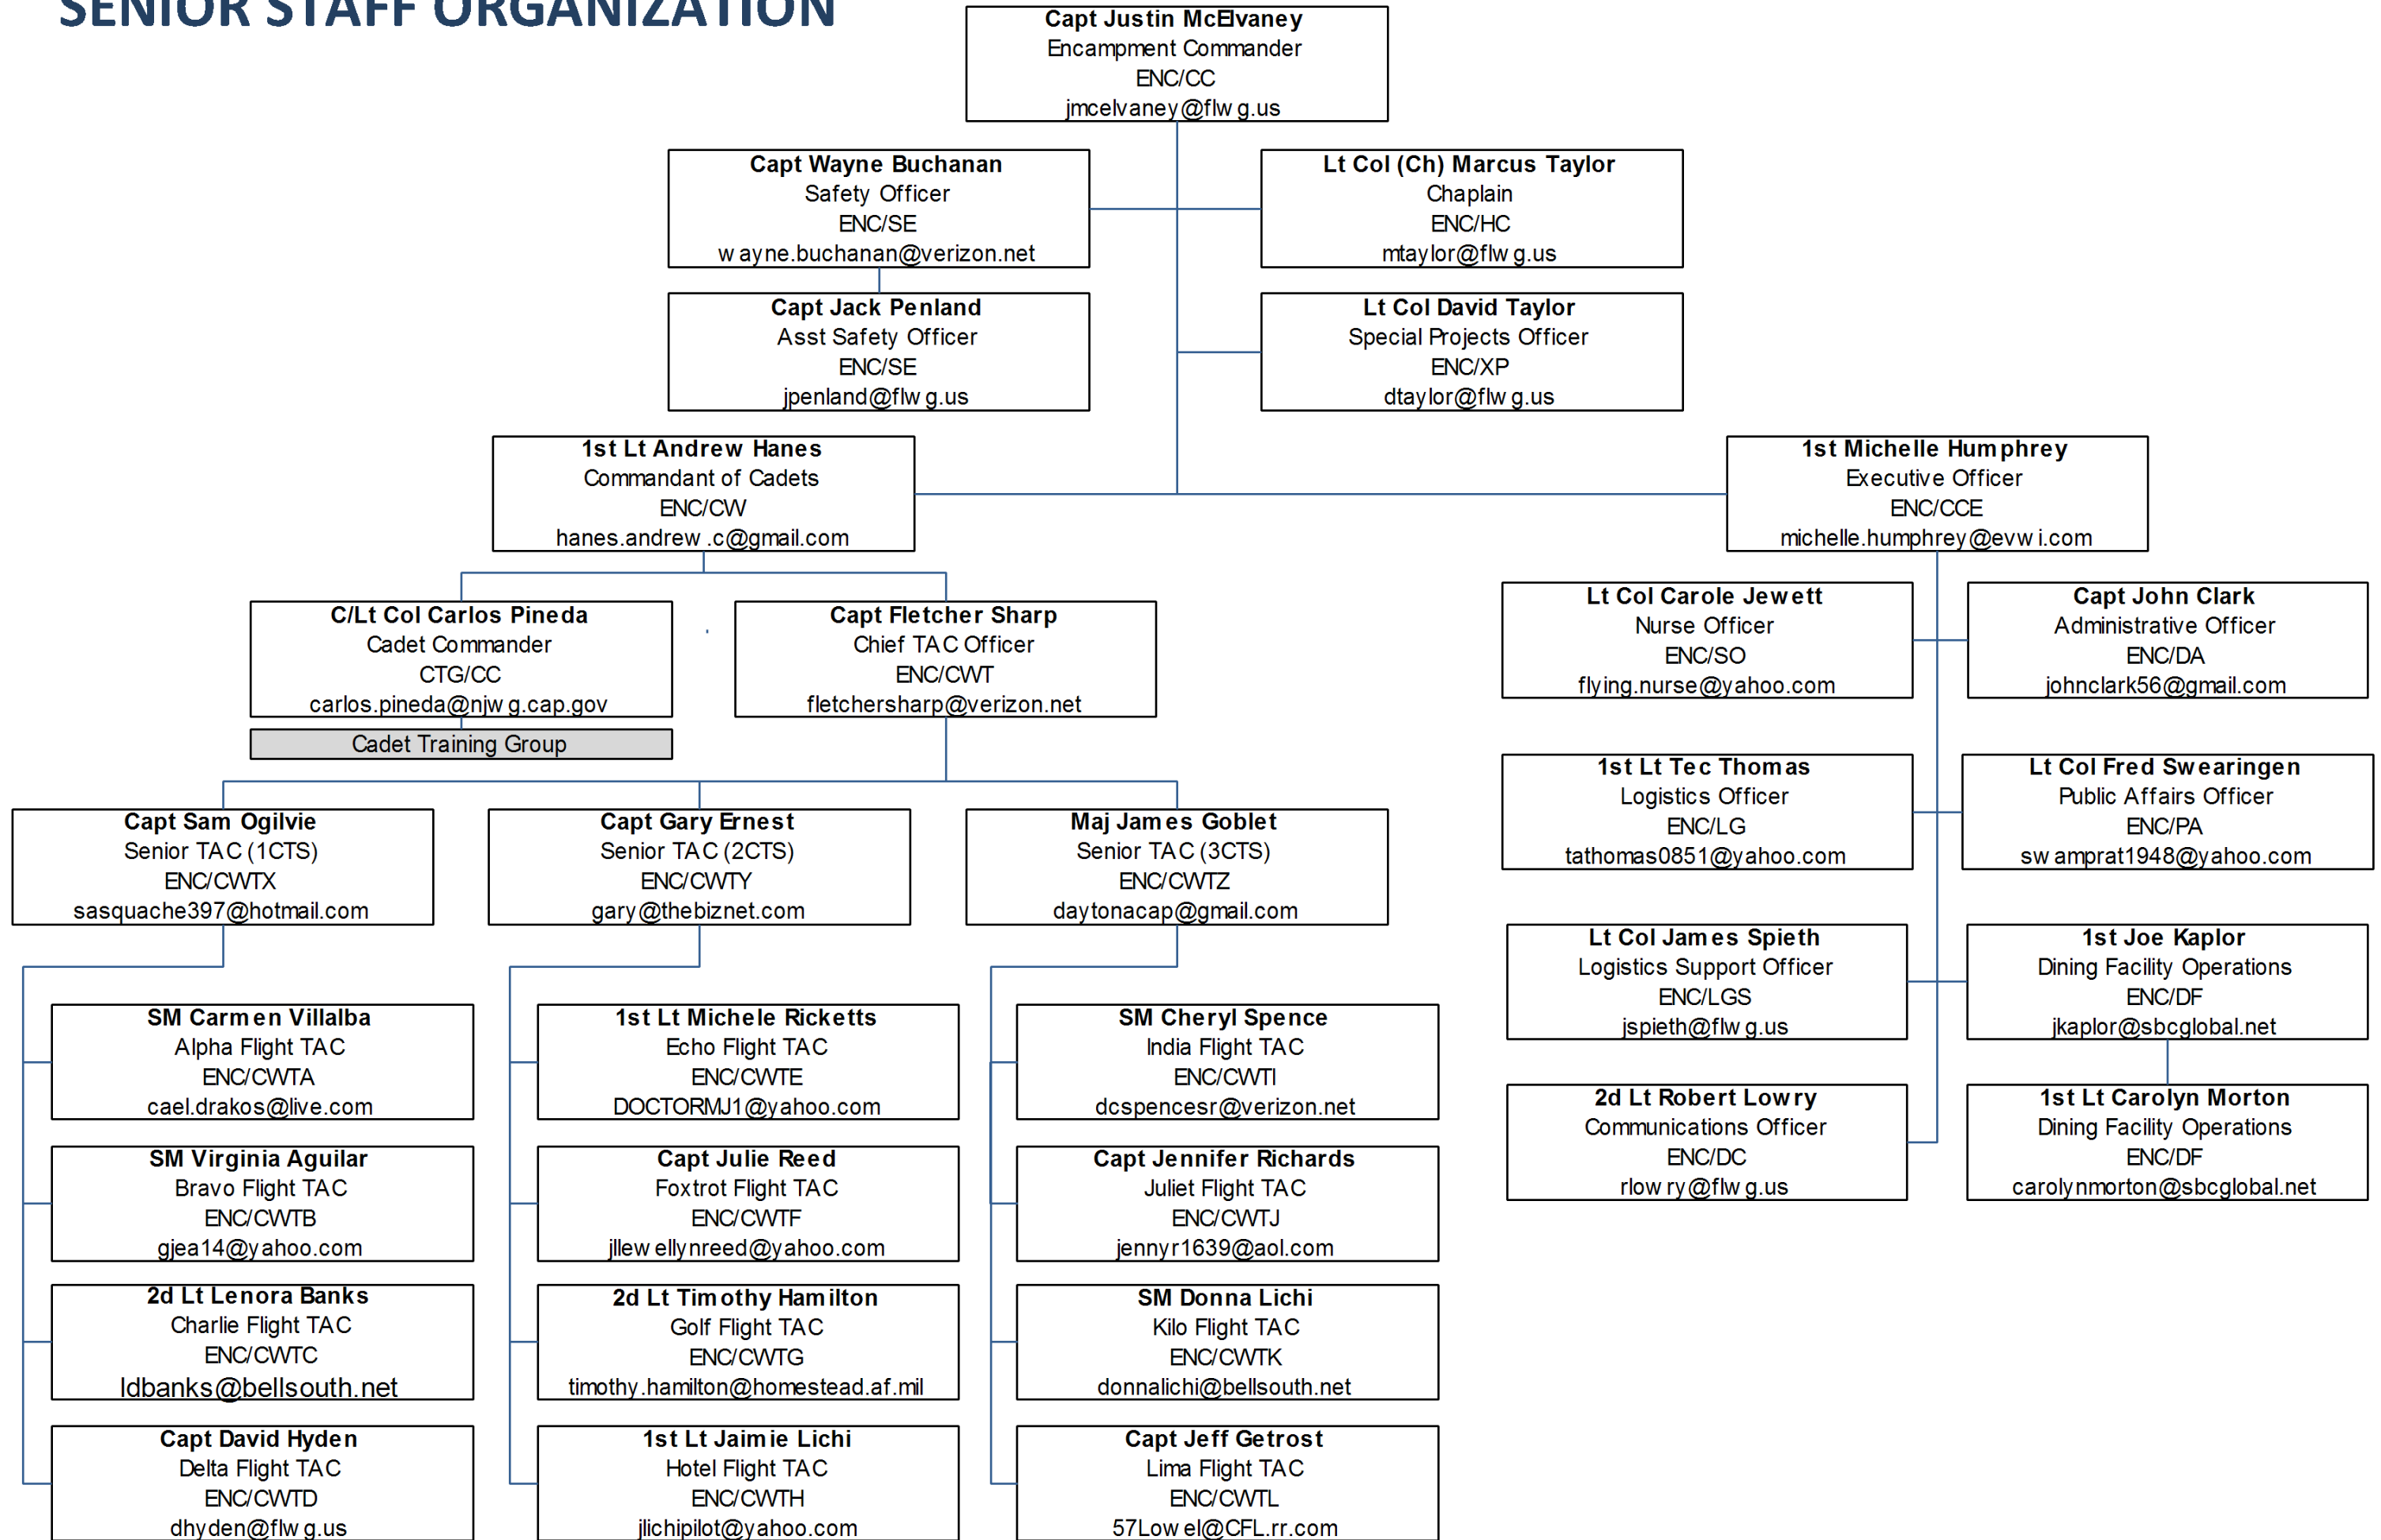 SENIOR STAFF ORGANIZATION
Capt Justin McElvaney
Encampment Commander
ENC/CC
jmcelvaney@flwg.us
Capt Wayne Buchanan
Safety Officer
ENC/SE
wayne.buchanan@verizon.net
Lt Col (Ch) Marcus Taylor
Chaplain
ENC/HC
mtaylor@flwg.us
Capt Jack Penland
Asst Safety Officer
ENC/SE
jpenland@flwg.us
Lt Col David Taylor
Special Projects Officer
ENC/XP
dtaylor@flwg.us
1st Lt Andrew Hanes
Commandant of Cadets
ENC/CW
hanes.andrew.c@gmail.com
1st Michelle Humphrey
Executive Officer
ENC/CCE
michelle.humphrey@evwi.com
C/Lt Col Carlos Pineda
Cadet Commander
CTG/CC
carlos.pineda@njwg.cap.gov
Cadet Training Group
Capt Fletcher Sharp
Chief TAC Officer
ENC/CWT
fletchersharp@verizon.net
Lt Col Carole Jewett
Nurse Officer
ENC/SO
flying.nurse@yahoo.com
Capt John Clark
Administrative Officer
ENC/DA
johnclark56@gmail.com
1st Lt Tec Thomas
Logistics Officer
ENC/LG
tathomas0851@yahoo.com
Lt Col Fred Swearingen
Public Affairs Officer
ENC/PA
swamprat1948@yahoo.com
Capt Sam Ogilvie
Senior TAC (1CTS)
ENC/CWTX
sasquache397@hotmail.com
Capt Gary Ernest
Senior TAC (2CTS)
ENC/CWTY
gary@thebiznet.com
Maj James Goblet
Senior TAC (3CTS)
ENC/CWTZ
daytonacap@gmail.com
Lt Col James Spieth
Logistics Support Officer
ENC/LGS
jspieth@flwg.us
1st Joe Kaplor
Dining Facility Operations
ENC/DF
jkaplor@sbcglobal.net
2d Lt Robert Lowry
Communications Officer
ENC/DC
rlowry@flwg.us
1st Lt Carolyn Morton
Dining Facility Operations
ENC/DF
carolynmorton@sbcglobal.net
SM Carmen Villalba
Alpha Flight TAC
ENC/CWTA
cael.drakos@live.com
1st Lt Michele Ricketts
Echo Flight TAC
ENC/CWTE
DOCTORMJ1@yahoo.com
SM Cheryl Spence
India Flight TAC
ENC/CWTI
dcspencesr@verizon.net
SM Virginia Aguilar
Bravo Flight TAC
ENC/CWTB
gjea14@yahoo.com
Capt Julie Reed
Foxtrot Flight TAC
ENC/CWTF
jllewellynreed@yahoo.com
Capt Jennifer Richards
Juliet Flight TAC
ENC/CWTJ
jennyr1639@aol.com
2d Lt Lenora Banks
Charlie Flight TAC
ENC/CWTC
ldbanks@bellsouth.net
2d Lt Timothy Hamilton
Golf Flight TAC
ENC/CWTG
timothy.hamilton@homestead.af.mil
SM Donna Lichi
Kilo Flight TAC
ENC/CWTK
donnalichi@bellsouth.net
Capt David Hyden
Delta Flight TAC
ENC/CWTD
dhyden@flwg.us
1st Lt Jaimie Lichi
Hotel Flight TAC
ENC/CWTH
jlichipilot@yahoo.com
Capt Jeff Getrost
Lima Flight TAC
ENC/CWTL
57Lowel@CFL.rr.com